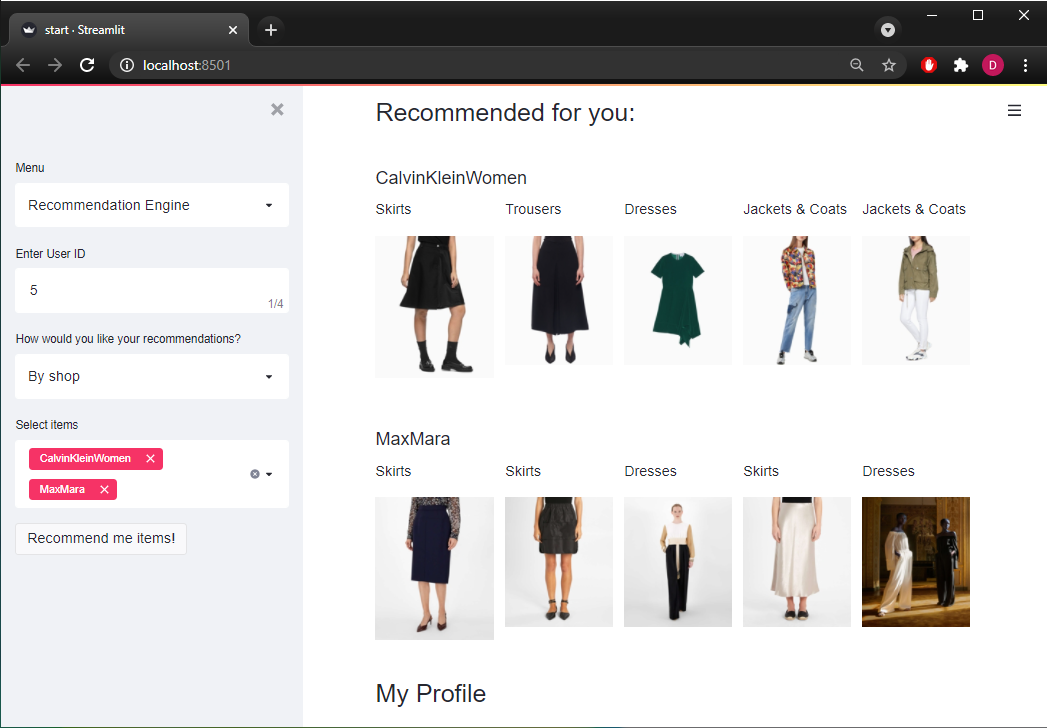 start · Streamlit
localhost:8501
D
Menu
Recommendation Engine
Enter User ID
5
1/4
How would you like your recommendations?
By shop
Select items
CalvinKleinWomen
MaxMara
Recommend me items!
Recommended for you:
CalvinKleinWomen
Skirts Trousers Dresses Jackets & Coats Jackets & Coats
MaxMara
Skirts Skirts Dresses Skirts Dresses
My Profile